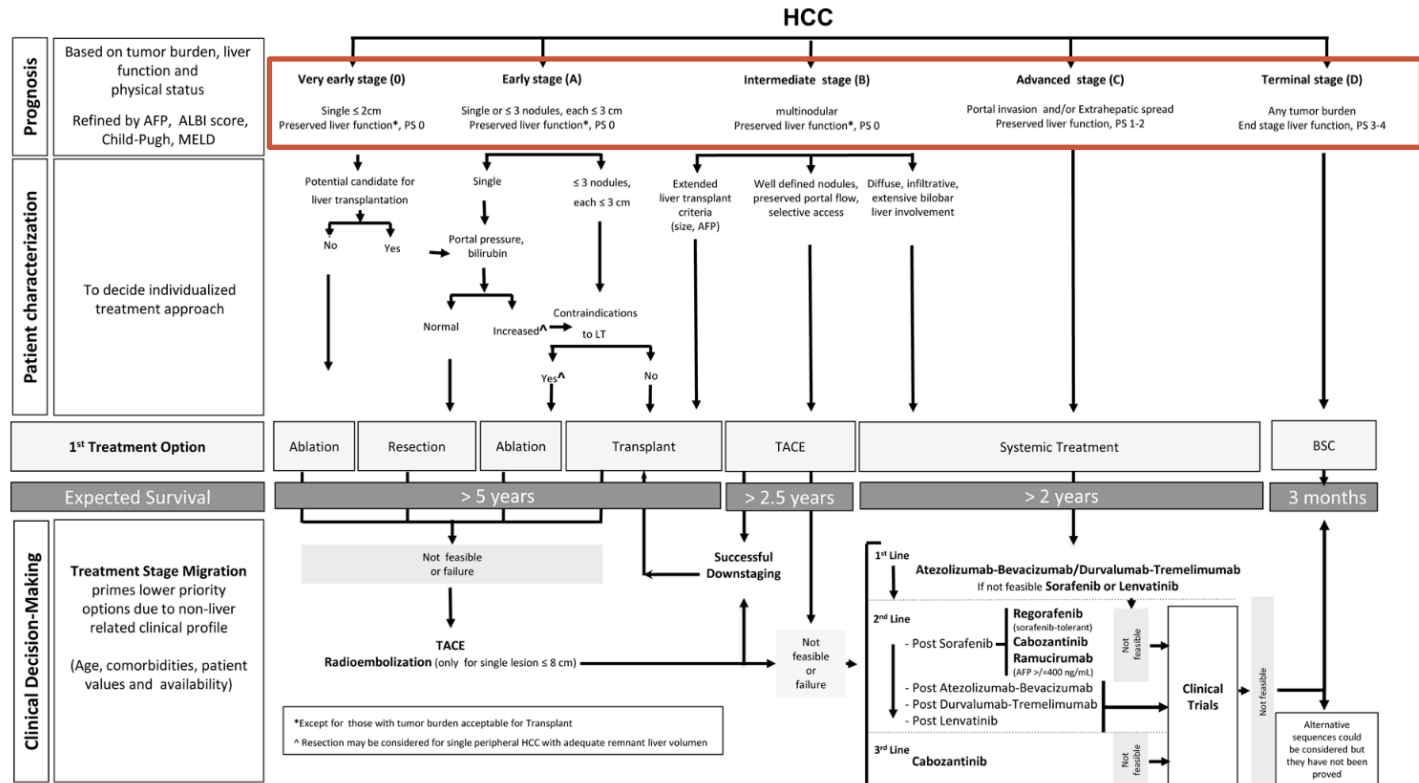 HCC
Prognosis
Based on tumor burden, liver
function and
physical status
Refined by AFP, ALBI score,
Child-Pugh, MELD
Very early stage (0)
Single ≤ 2cm
Preserved liver function*, PS 0
Early stage (A)
Single or ≤ 3 nodules, each ≤ 3 cm
Preserved liver function*, PS 0
Intermediate stage (B)
multinodular
Preserved liver function*, PS 0
Advanced stage (C)
Portal invasion and/or Extrahepatic spread
Preserved liver function, PS 1-2
Terminal stage (D)
Any tumor burden
End stage liver function, PS 3-4
Patient characterization
To decide individualized
treatment approach
Potential candidate for
liver transplantation
No
Yes
Single
Portal pressure,
bilirubin
Normal
Increased^
≤ 3 nodules,
each ≤ 3 cm
Contraindications
to LT
Yes^
No
Extended
liver transplant
criteria
(size, AFP)
Well defined nodules,
preserved portal flow,
selective access
Diffuse, infiltrative,
extensive bilobar
liver involvement
1st Treatment Option
Ablation
Resection
Ablation
Transplant
TACE
Systemic Treatment
BSC
Expected Survival
> 5 years
> 2.5 years
> 2 years
3 months
Clinical Decision-Making
Treatment Stage Migration
primes lower priority
options due to non-liver
related clinical profile
(Age, comorbidities, patient
values and availability)
Not feasible
or failure
TACE
Radioembolization (only for single lesion ≤ 8 cm)
Successful
Downstaging
Not
feasible
or
failure
1st Line
Atezolizumab-Bevacizumab/Durvalumab-Tremelimumab
If not feasible Sorafenib or Lenvatinib
2nd Line
- Post Sorafenib
Regorafenib
(sorafenib-tolerant)
Cabozantinib
Ramucirumab
(AFP >/=400 ng/mL)
- Post Atezolizumab-Bevacizumab
- Post Durvalumab-Tremelimumab
- Post Lenvatinib
3rd Line
Cabozantinib
Not
feasible
Not
feasible
Clinical
Trials
Not feasible
Alternative
sequences could
be considered but
they have not been
proved
*Except for those with tumor burden acceptable for Transplant
^ Resection may be considered for single peripheral HCC with adequate remnant liver volumen